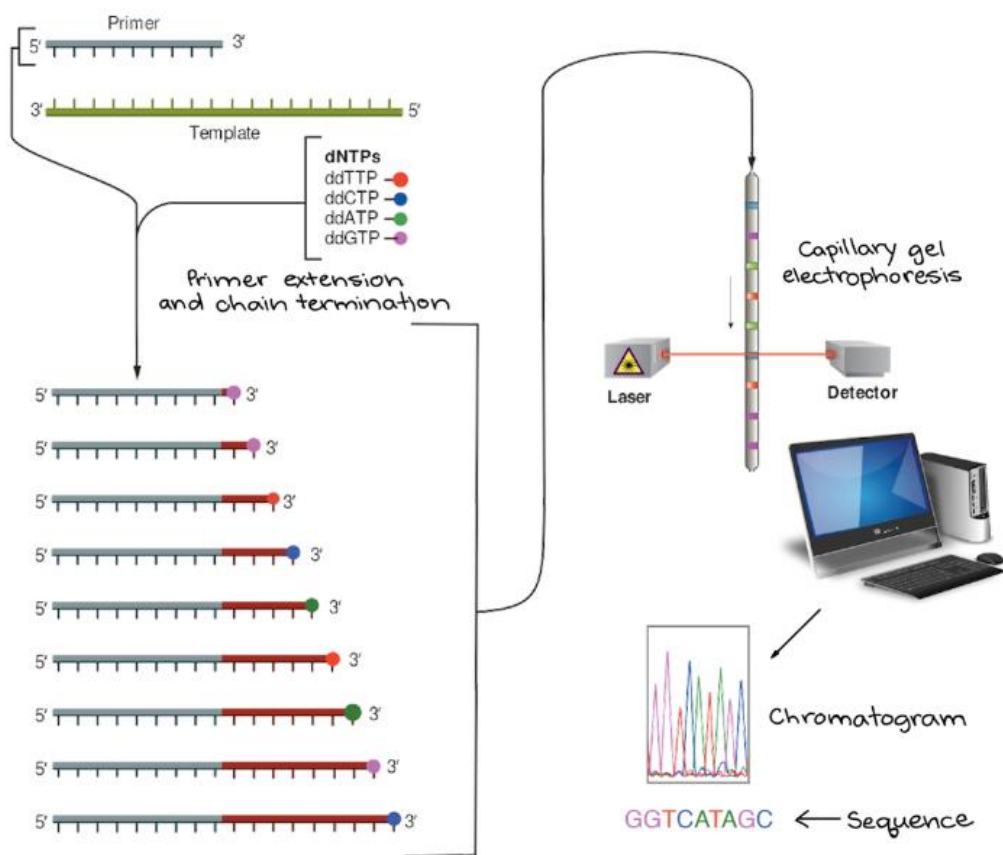 Primer
5′
3′
3′
5′
Template
dNTPs
ddTTP
ddCTP
ddATP
ddGTP
Primer extension
and chain termination
5′
3′
5′
3′
5′
3′
5′
3′
5′
3′
5′
3′
5′
3′
5′
3′
5′
3′
Capillary gel
electrophoresis
Laser
Detector
Chromatogram
GGTCATAGC
Sequence